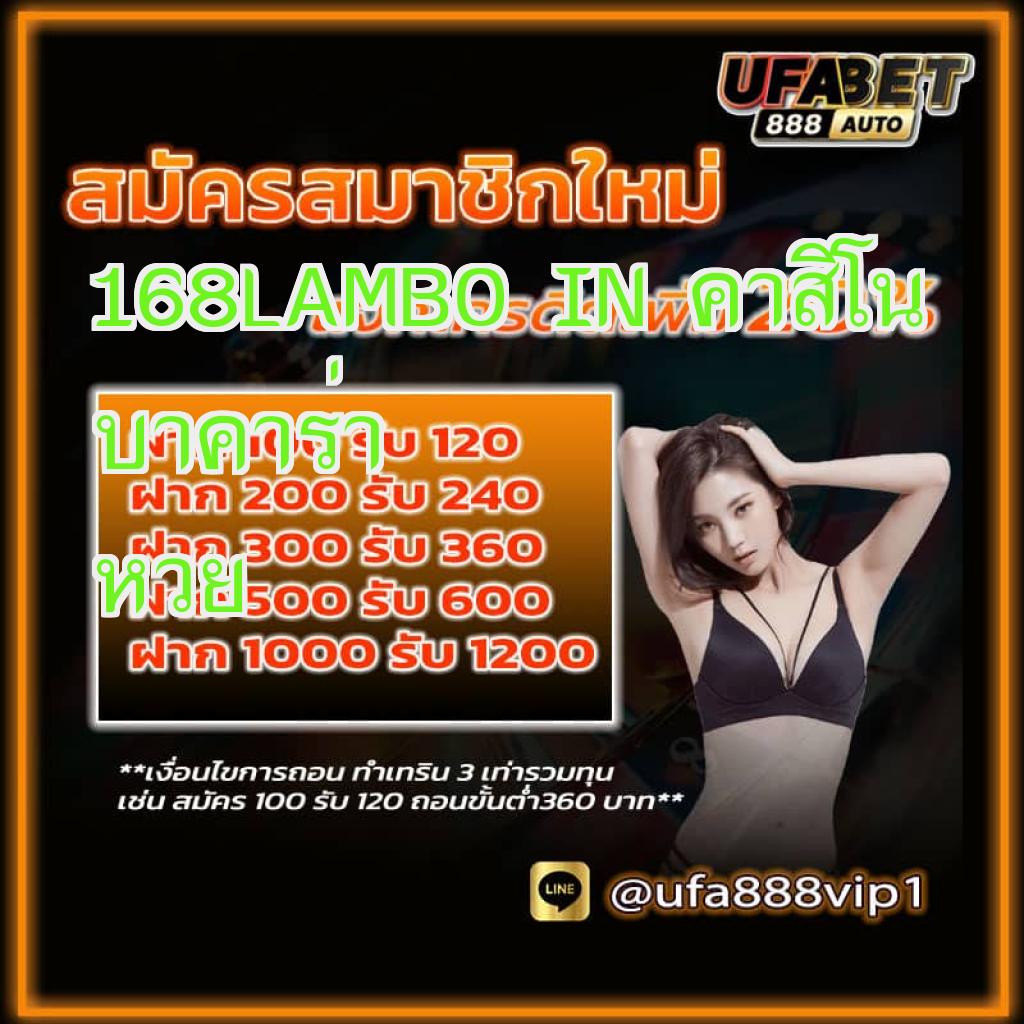 UFABET
888 AUTO
สมัครสมาชิกใหม่
168LAMBO IN คาสิโน
บาคาร่า
รับ 120
ฝาก 200 รับ 240
ฝาก 300 รับ 360
หวย
500 รับ 600
ฝาก 1000 รับ 1200
**เงื่อนไขการถอน ทำเทริน 3 เท่ารวมทุน
เช่น สมัคร 100 รับ 120 ถอนขั้นต่ำ360 บาท**
LINE @ufa888vip1